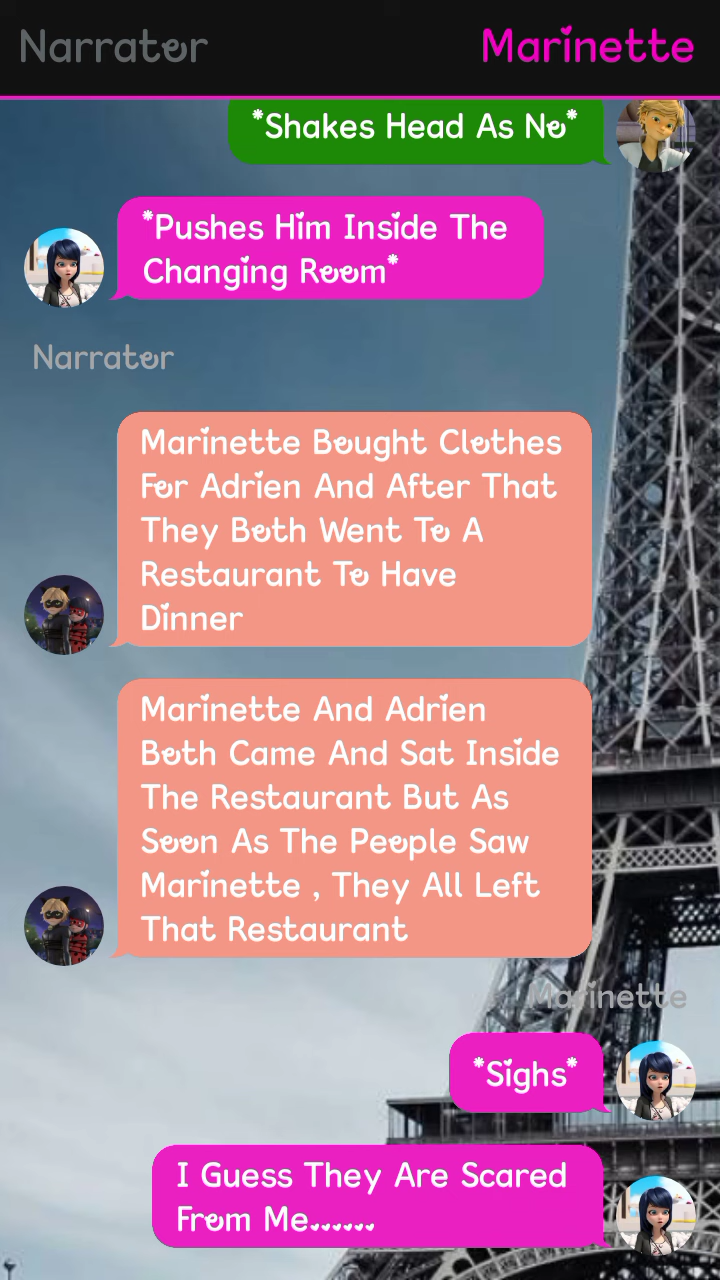 Narrator
Marinette
*Shakes Head As No*
*Pushes Him Inside The
Changing Room*
Narrator
Marinette Bought Clothes
For Adrien And After That
They Both Went To A
Restaurant To Have
Dinner
Marinette And Adrien
Both Came And Sat Inside
The Restaurant But As
Soon As The People Saw
Marinette , They All Left
That Restaurant
Marinette
*Sighs*
I Guess They Are Scared
From Me......